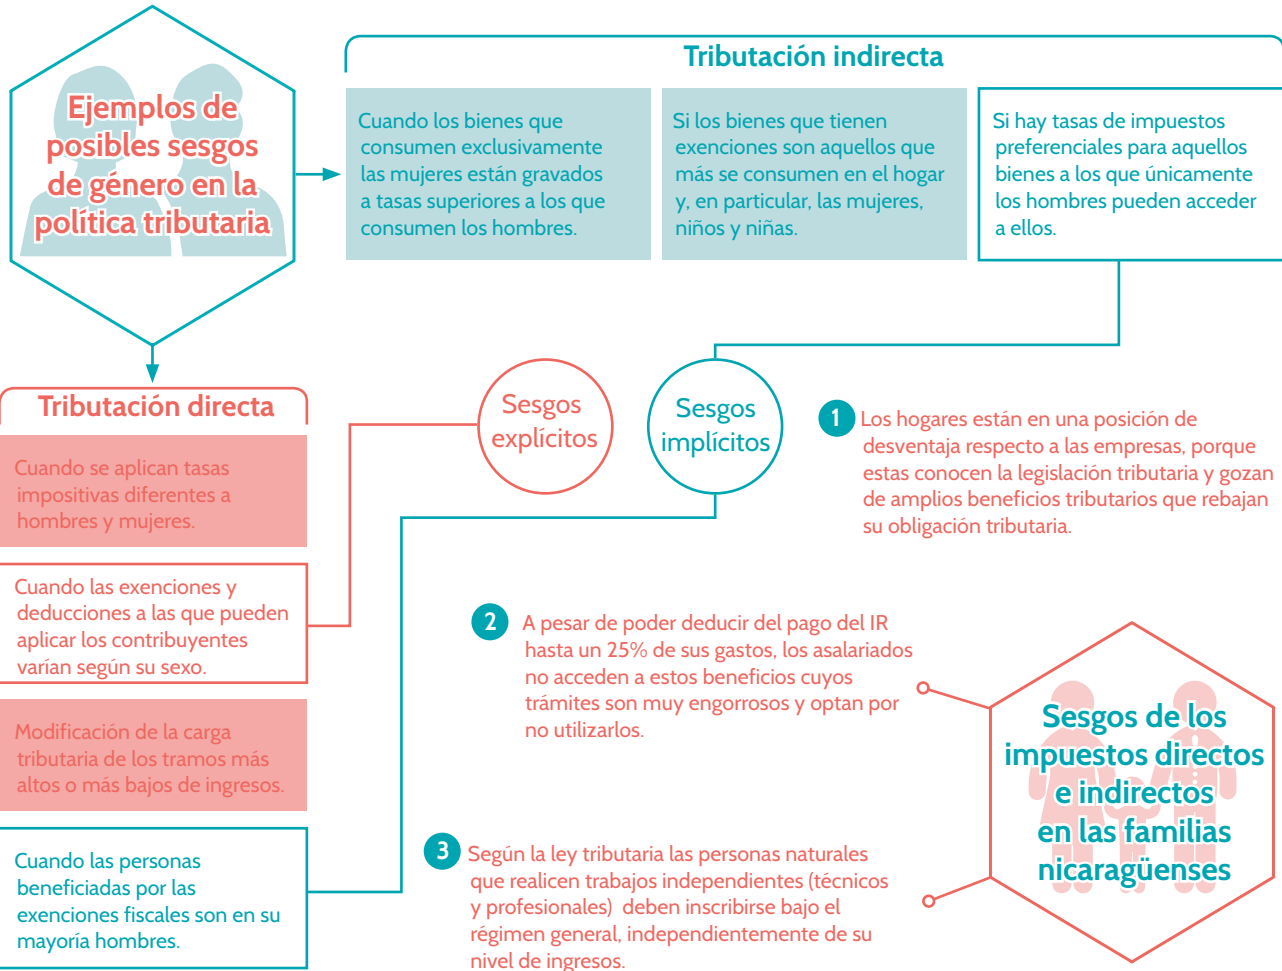 Ejemplos de
posibles sesgos
de género en la
política tributaria
Tributación indirecta
Cuando los bienes que
consumen exclusivamente
las mujeres están gravados
a tasas superiores a los que
consumen los hombres.
Si los bienes que tienen
exenciones son aquellos que
más se consumen en el hogar
y, en particular, las mujeres,
niños y niñas.
Si hay tasas de impuestos
preferenciales para aquellos
bienes a los que únicamente
los hombres pueden acceder
a ellos.
Tributación directa
Cuando se aplican tasas
impositivas diferentes a
hombres y mujeres.
Cuando las exenciones y
deducciones a las que pueden
aplicar los contribuyentes
varían según su sexo.
Modificación de la carga
tributaria de los tramos más
altos o más bajos de ingresos.
Cuando las personas
beneficiadas por las
exenciones fiscales son en su
mayoría hombres.
Sesgos
explícitos
Sesgos
implícitos
1 Los hogares están en una posición de
desventaja respecto a las empresas, porque
estas conocen la legislación tributaria y gozan
de amplios beneficios tributarios que rebajan
su obligación tributaria.
2 A pesar de poder deducir del pago del IR
hasta un 25% de sus gastos, los asalariados
no acceden a estos beneficios cuyos
trámites son muy engorrosos y optan por
no utilizarlos.
3 Según la ley tributaria las personas naturales
que realicen trabajos independientes (técnicos
y profesionales) deben inscribirse bajo el
régimen general, independientemente de su
nivel de ingresos.
Sesgos de los
impuestos directos
e indirectos
en las familias
nicaragüenses